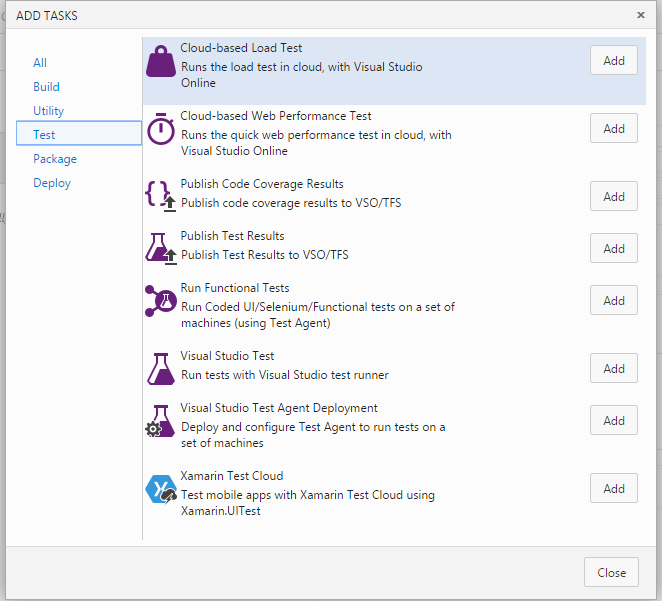 ADD TASKS
×
All
Build
Utility
Test
Package
Deploy
Cloud-based Load Test
Runs the load test in cloud, with Visual Studio
Online
Add
Cloud-based Web Performance Test
Runs the quick web performance test in cloud, with
Visual Studio Online
Add
Publish Code Coverage Results
Publish code coverage results to VSO/TFS
Add
Publish Test Results
Publish Test Results to VSO/TFS
Add
Run Functional Tests
Run Coded UI/Selenium/Functional tests on a set of
machines (using Test Agent)
Add
Visual Studio Test
Run tests with Visual Studio test runner
Add
Visual Studio Test Agent Deployment
Deploy and configure Test Agent to run tests on a
set of machines
Add
Xamarin Test Cloud
Test mobile apps with Xamarin Test Cloud using
Xamarin.UITest
Add
Close